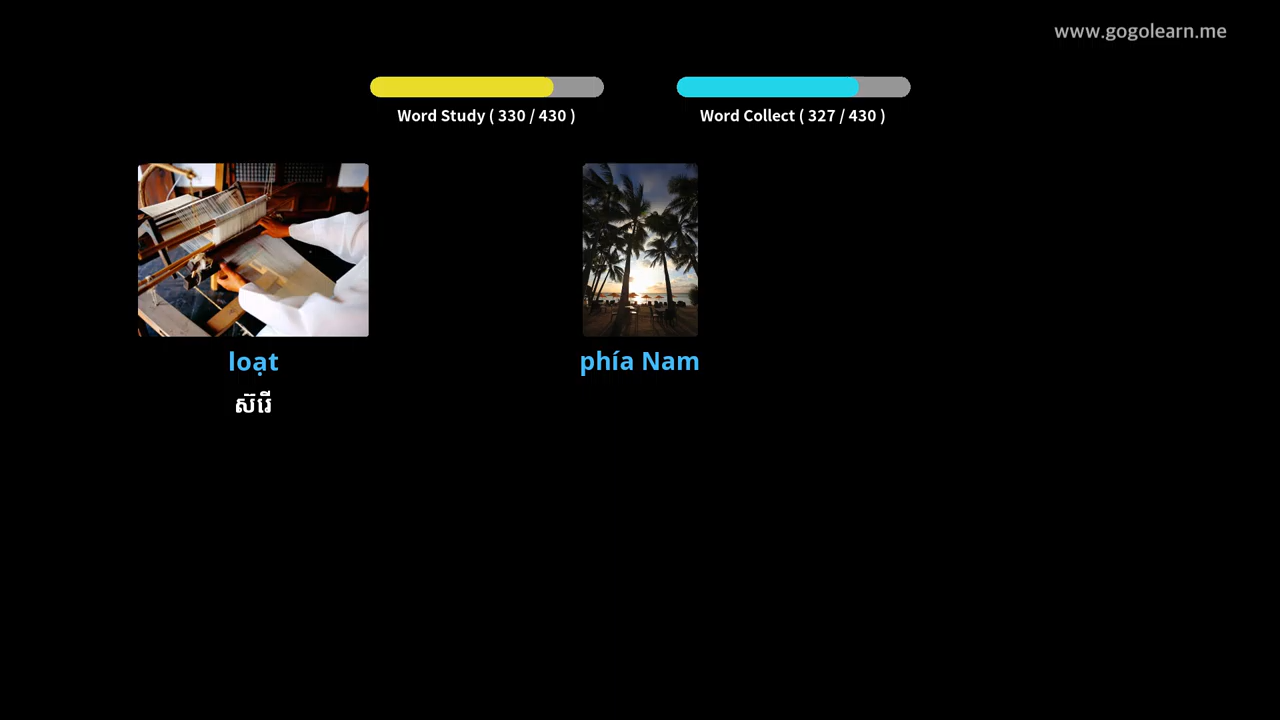 www.gogolearn.me
Word Study ( 330 / 430 )
Word Collect ( 327 / 430 )
loạt
phía Nam
ស៊េរី